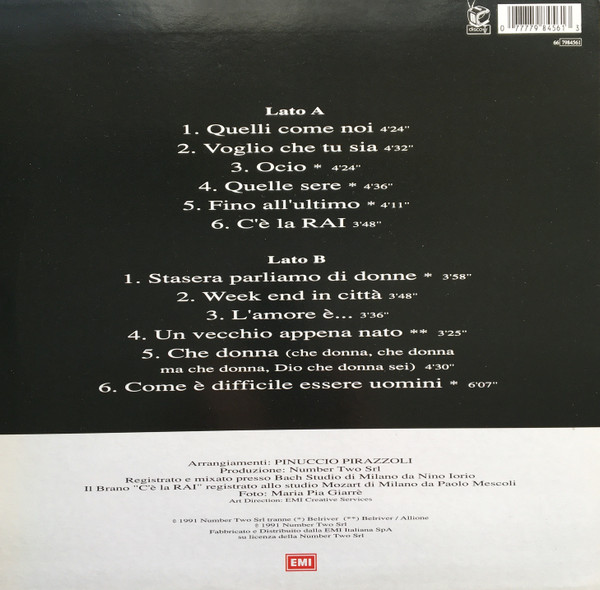 discotv
0 77779 84561 3
66 7984561
Lato A
1. Quelli come noi 4'24"
2. Voglio che tu sia 4'32"
3. Ocio * 4'24"
4. Quelle sere * 4'36"
5. Fino all'ultimo * 4'11"
6. C'è la RAI 3'48"
Lato B
1. Stasera parliamo di donne * 3'58"
2. Week end in città 3'48"
3. L'amore è... 3'36"
4. Un vecchio appena nato ** 3'25"
5. Che donna (che donna, che donna
ma che donna, Dio che donna sei) 4'30"
6. Come è difficile essere uomini * 6'07"
Arrangiamenti: PINUCCIO PIRAZZOLI
Produzione: Number Two Srl
Registrato e mixato presso Bach Studio di Milano da Nino Iorio
Il Brano "C'è la RAI" registrato allo studio Mozart di Milano da Paolo Mescoli
Foto: Maria Pia Giarrè
Art Direction: EMI Creative Services
© 1991 Number Two Srl tranne (*) Belriver (**) Belriver / Allione
℗ 1991 Number Two Srl
Fabbricato e Distribuito dalla EMI Italiana SpA
su licenza della Number Two Srl
EMI